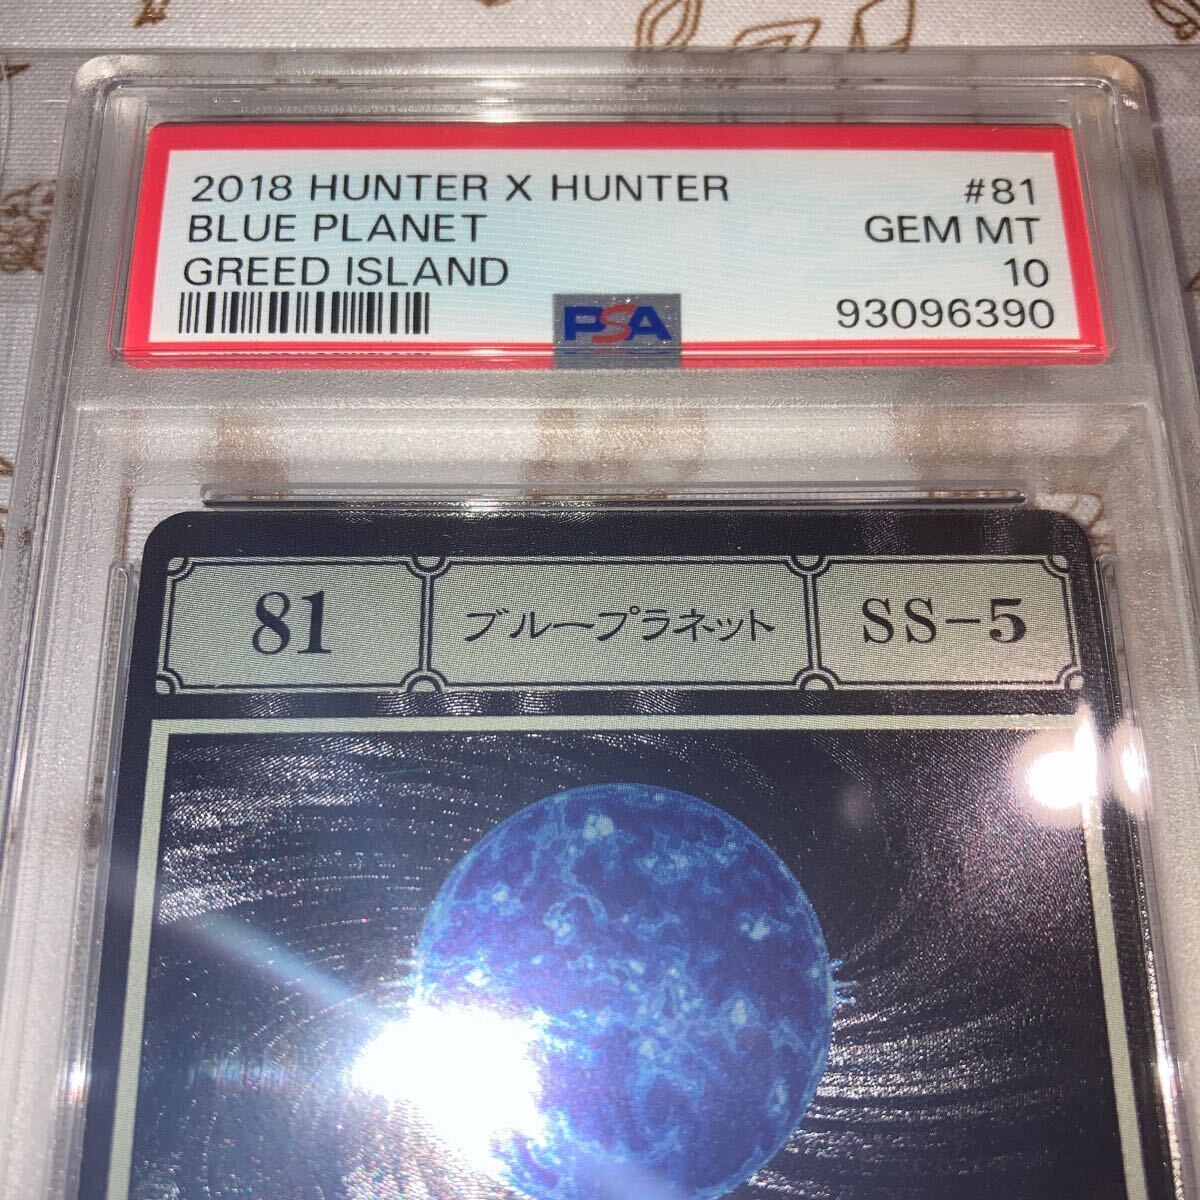 2018 HUNTER X HUNTER #81
BLUE PLANET GEM MT
GREED ISLAND 10
PSA 93096390
81 ブループラネット SS-5